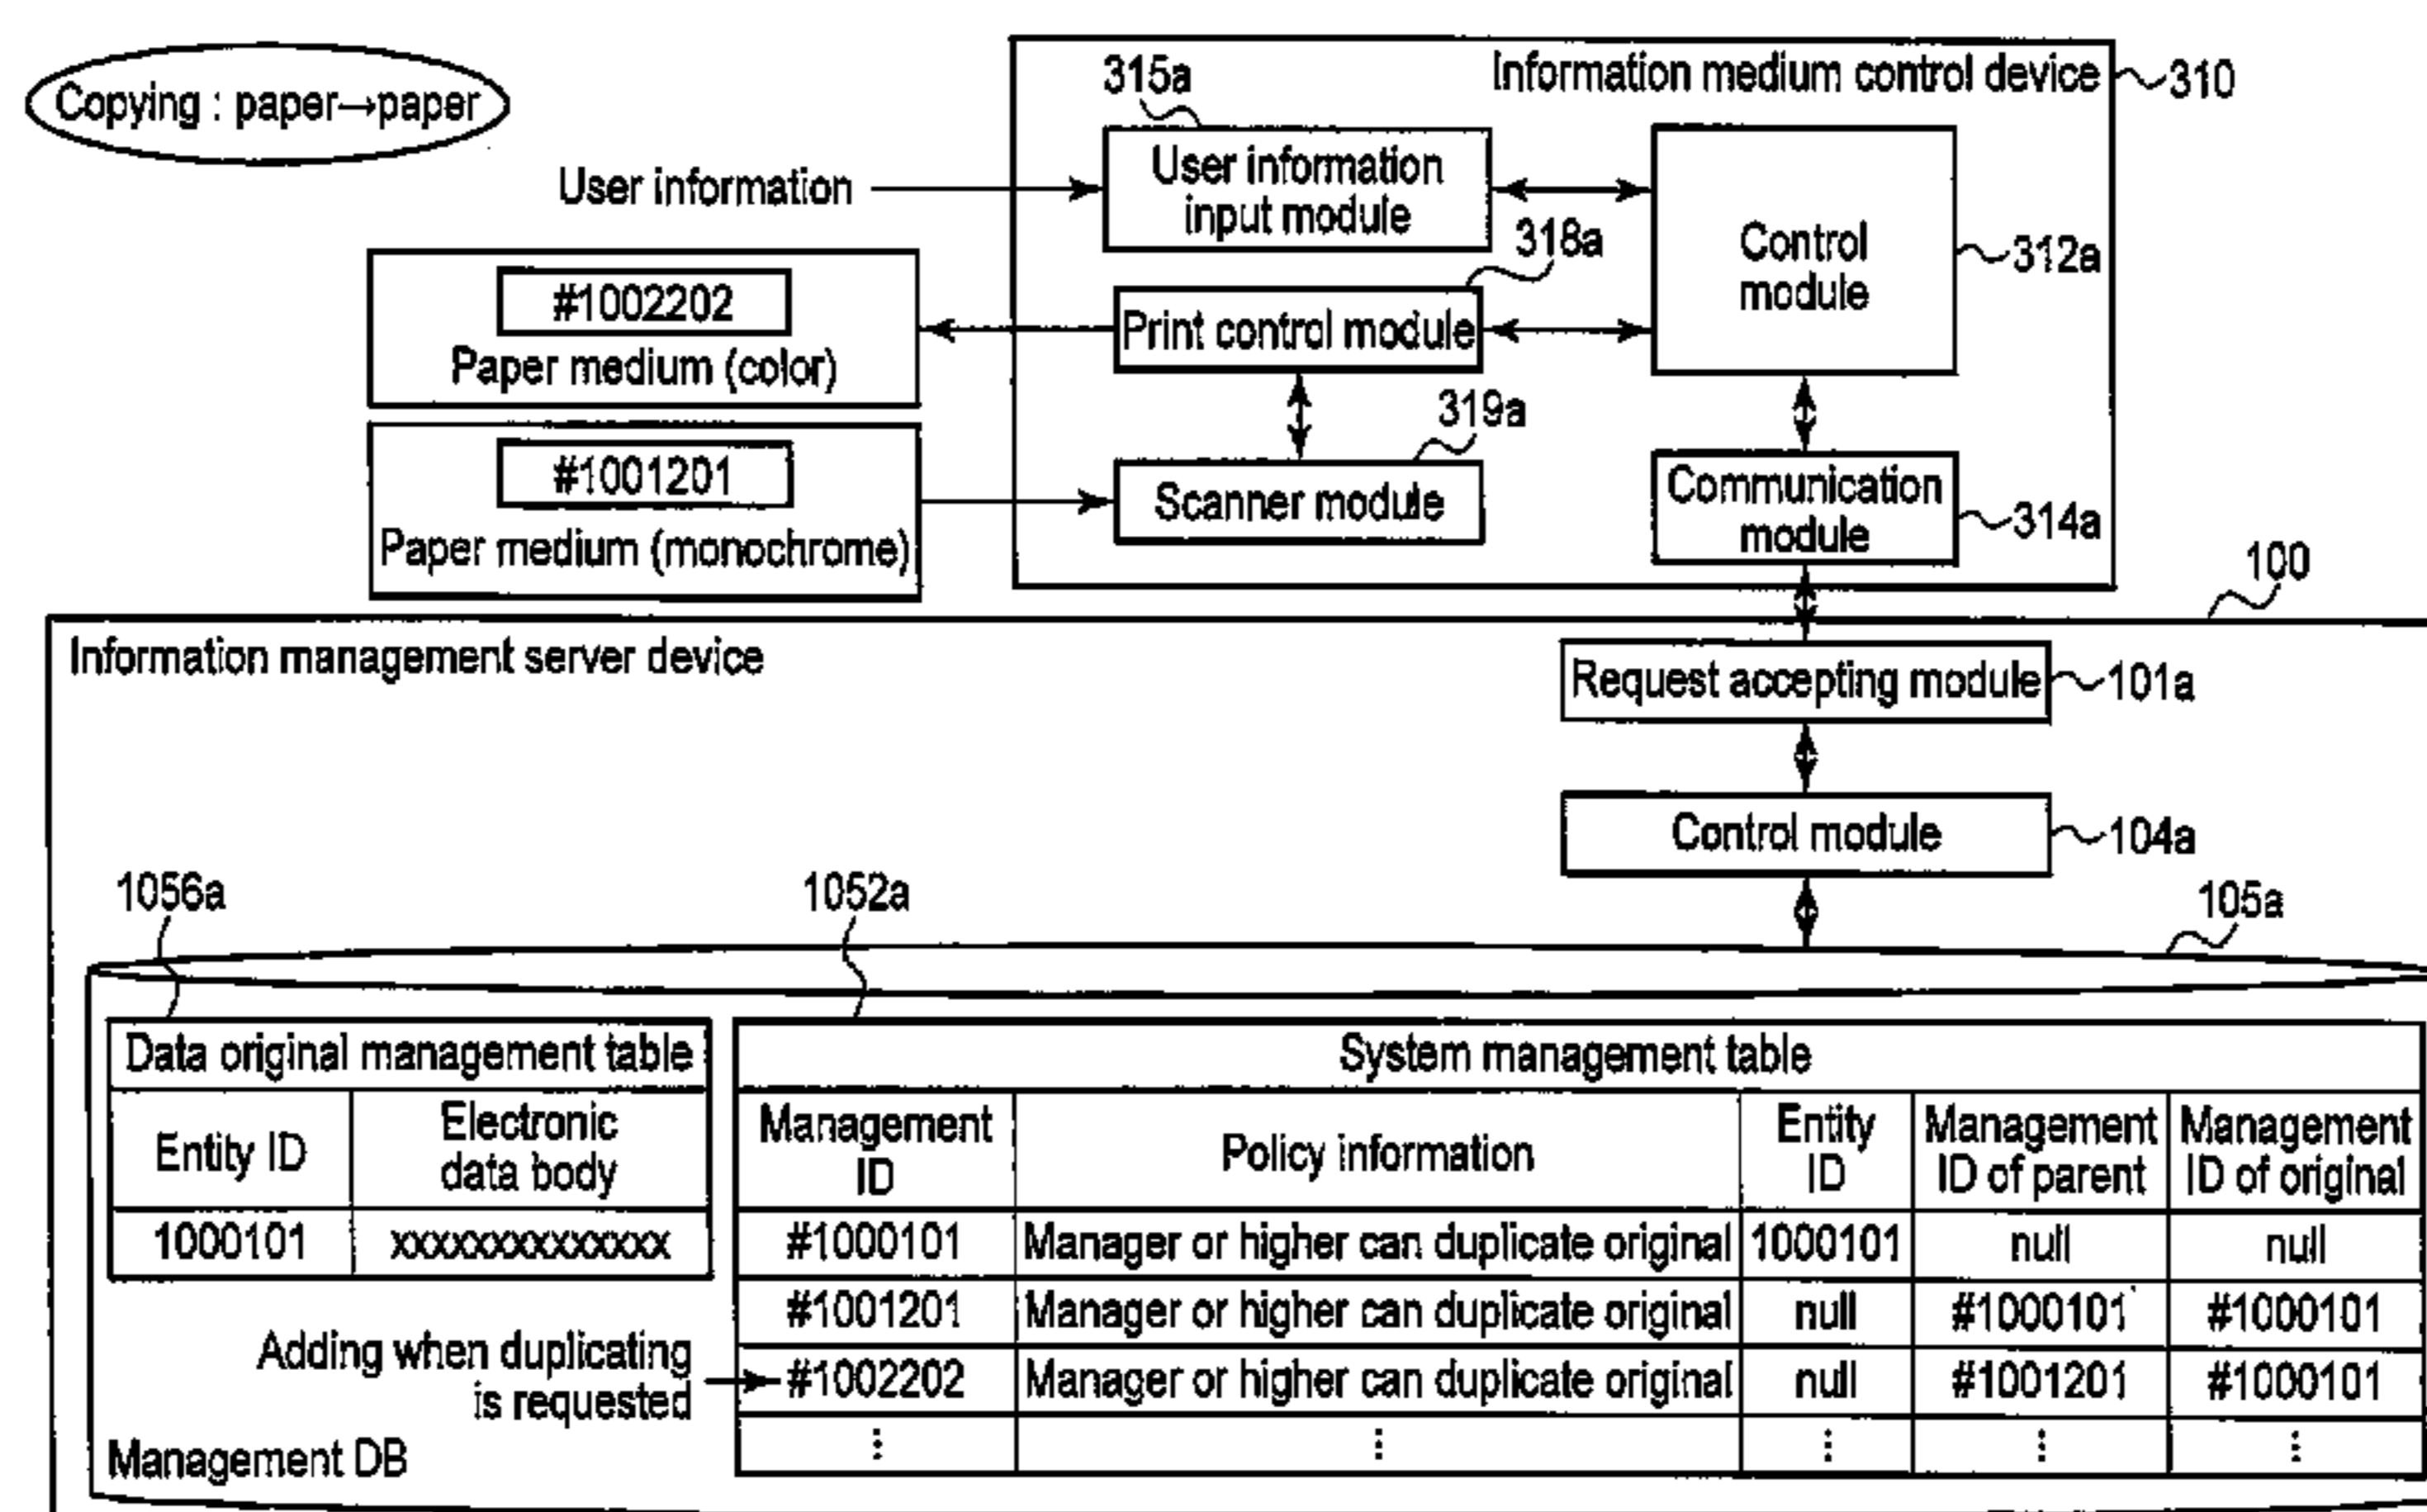 Copying : paper→paper
315a
Information medium control device
310
User information
User information
input module
Control
module
312a
318a
#1002202
Paper medium (color)
Print control module
319a
#1001201
Paper medium (monochrome)
Scanner module
Communication
module
314a
100
Information management server device
Request accepting module
101a
Control module
104a
1056a
1052a
105a
Data original management table
System management table
Entity ID
Electronic
data body
Management
ID
Policy information
Entity
ID
Management
ID of parent
Management
ID of original
1000101
xxxxxxxxxxxxxx
#1000101
Manager or higher can duplicate original
1000101
null
null
#1001201
Manager or higher can duplicate original
null
#1000101
#1000101
Adding when duplicating
is requested
#1002202
Manager or higher can duplicate original
null
#1001201
#1000101
⋮
⋮
⋮
⋮
⋮
Management DB